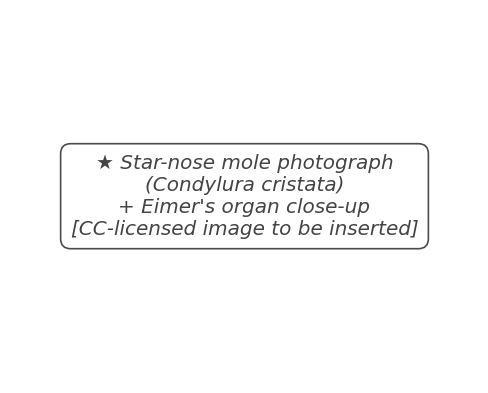 ★ Star-nose mole photograph
(Condylura cristata)
+ Eimer's organ close-up
[CC-licensed image to be inserted]